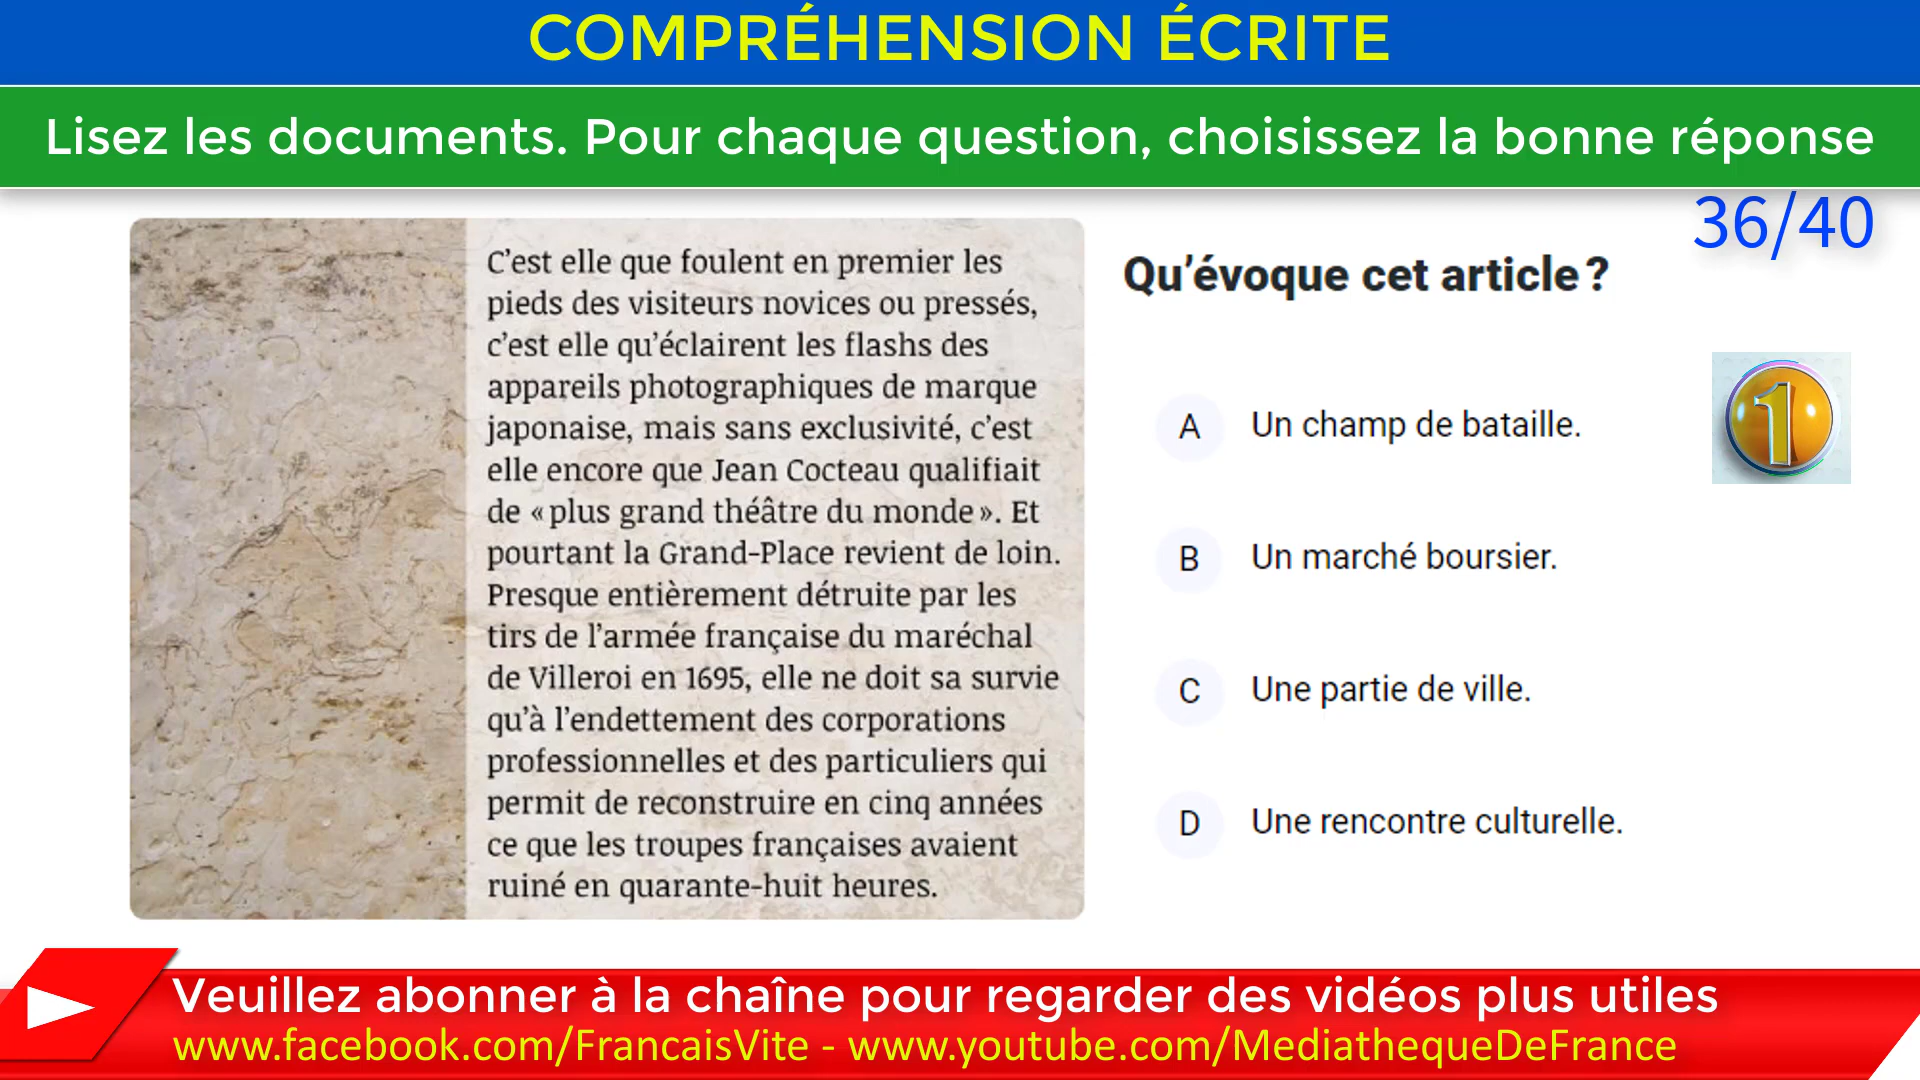 COMPRÉHENSION ÉCRITE
Lisez les documents. Pour chaque question, choisissez la bonne réponse
36/40
C'est elle que foulent en premier les
pieds des visiteurs novices ou pressés,
c'est elle qu'éclairent les flashs des
appareils photographiques de marque
japonaise, mais sans exclusivité, c'est
elle encore que Jean Cocteau qualifiait
de « plus grand théâtre du monde ». Et
pourtant la Grand-Place revient de loin.
Presque entièrement détruite par les
tirs de l'armée française du maréchal
de Villeroi en 1695, elle ne doit sa survie
qu'à l'endettement des corporations
professionnelles et des particuliers qui
permit de reconstruire en cinq années
ce que les troupes françaises avaient
ruiné en quarante-huit heures.
Qu'évoque cet article ?
1
A Un champ de bataille.
B Un marché boursier.
C Une partie de ville.
D Une rencontre culturelle.
Veuillez abonner à la chaîne pour regarder des vidéos plus utiles
www.facebook.com/FrancaisVite - www.youtube.com/MediathequeDeFrance